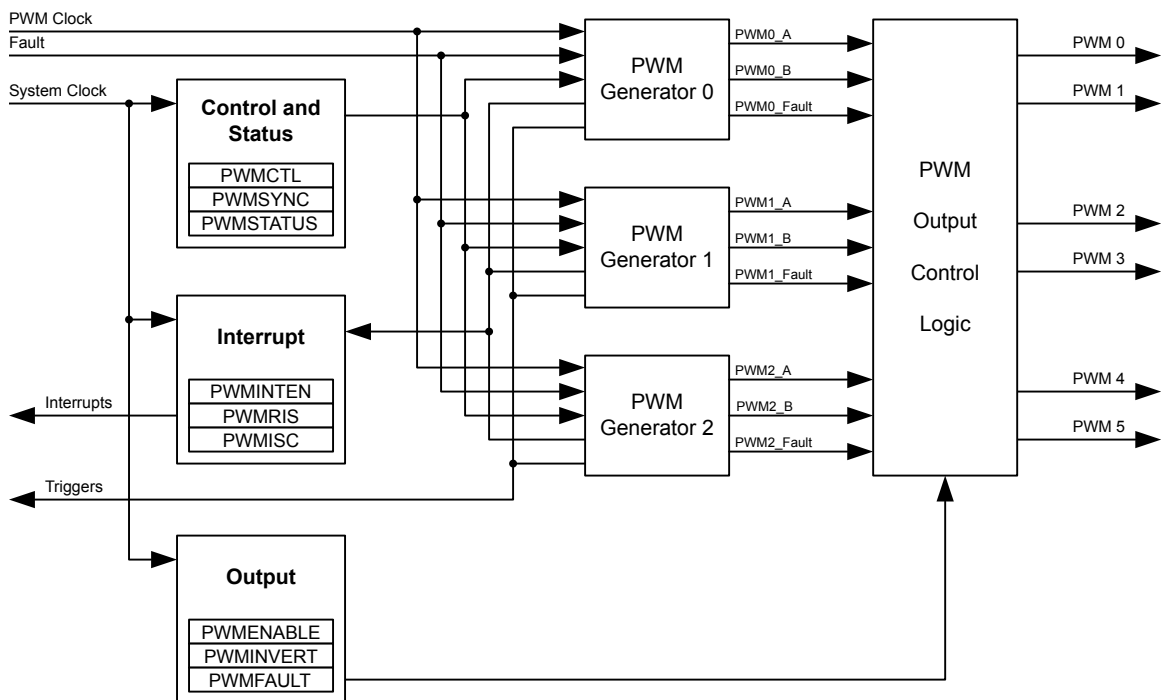 PWM Clock
Fault
System Clock
Control and
Status
PWMCTL
PWMSYNC
PWMSTATUS
Interrupt
PWMINTEN
PWMRIS
PWMISC
Interrupts
Triggers
Output
PWMENABLE
PWMINVERT
PWMFAULT
PWM
Generator 0
PWM0_A
PWM0_B
PWM0_Fault
PWM
Generator 1
PWM1_A
PWM1_B
PWM1_Fault
PWM
Generator 2
PWM2_A
PWM2_B
PWM2_Fault
PWM
Output
Control
Logic
PWM 0
PWM 1
PWM 2
PWM 3
PWM 4
PWM 5